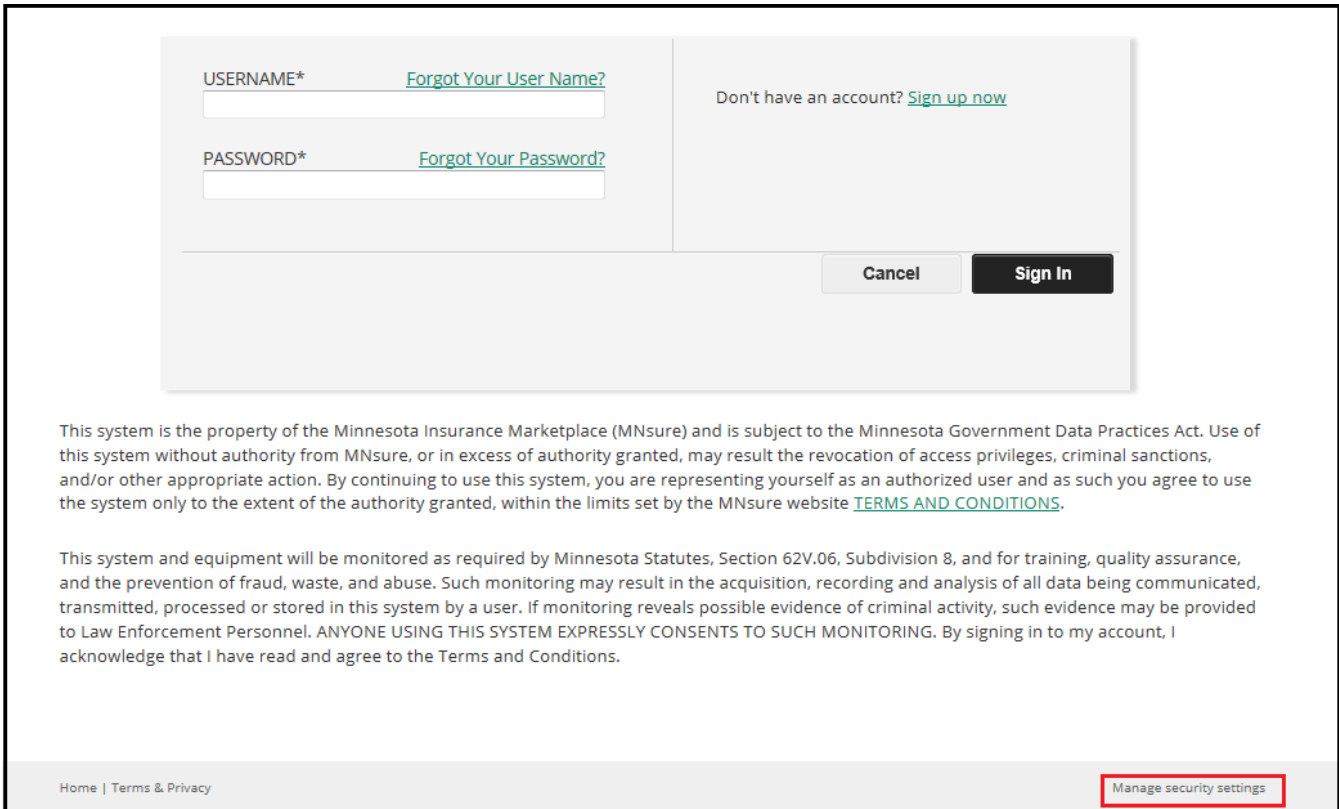 USERNAME* Forgot Your User Name?
Don't have an account? Sign up now
PASSWORD* Forgot Your Password?
Cancel Sign In
This system is the property of the Minnesota Insurance Marketplace (MNsure) and is subject to the Minnesota Government Data Practices Act. Use of
this system without authority from MNsure, or in excess of authority granted, may result the revocation of access privileges, criminal sanctions,
and/or other appropriate action. By continuing to use this system, you are representing yourself as an authorized user and as such you agree to use
the system only to the extent of the authority granted, within the limits set by the MNsure website TERMS AND CONDITIONS.
This system and equipment will be monitored as required by Minnesota Statutes, Section 62V.06, Subdivision 8, and for training, quality assurance,
and the prevention of fraud, waste, and abuse. Such monitoring may result in the acquisition, recording and analysis of all data being communicated,
transmitted, processed or stored in this system by a user. If monitoring reveals possible evidence of criminal activity, such evidence may be provided
to Law Enforcement Personnel. ANYONE USING THIS SYSTEM EXPRESSLY CONSENTS TO SUCH MONITORING. By signing in to my account, I
acknowledge that I have read and agree to the Terms and Conditions.
Home | Terms & Privacy Manage security settings